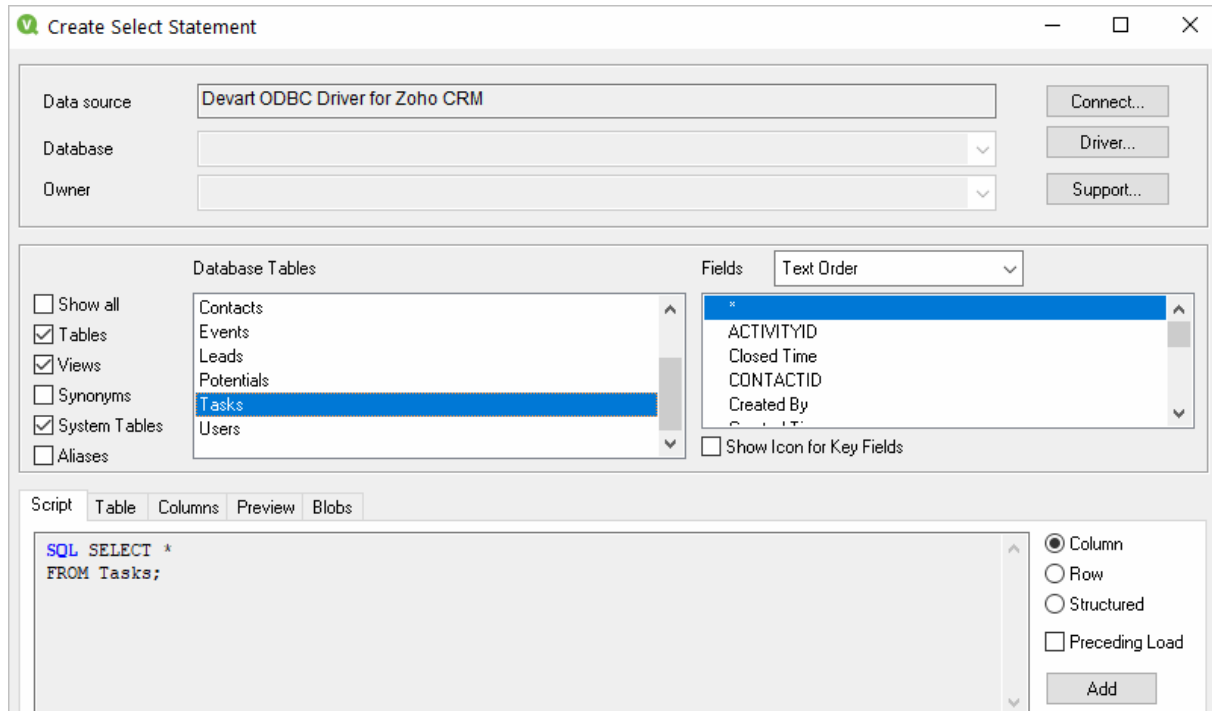 Create Select Statement
Data source
Devart ODBC Driver for Zoho CRM
Connect...
Database
Driver...
Owner
Support...
Database Tables
Fields
Text Order
Show all
Tables
Views
Synonyms
System Tables
Aliases
Contacts
Events
Leads
Potentials
Tasks
Users
*
ACTIVITYID
Closed Time
CONTACTID
Created By
Show Icon for Key Fields
Script
Table
Columns
Preview
Blobs
SQL SELECT *
FROM Tasks;
Column
Row
Structured
Preceding Load
Add